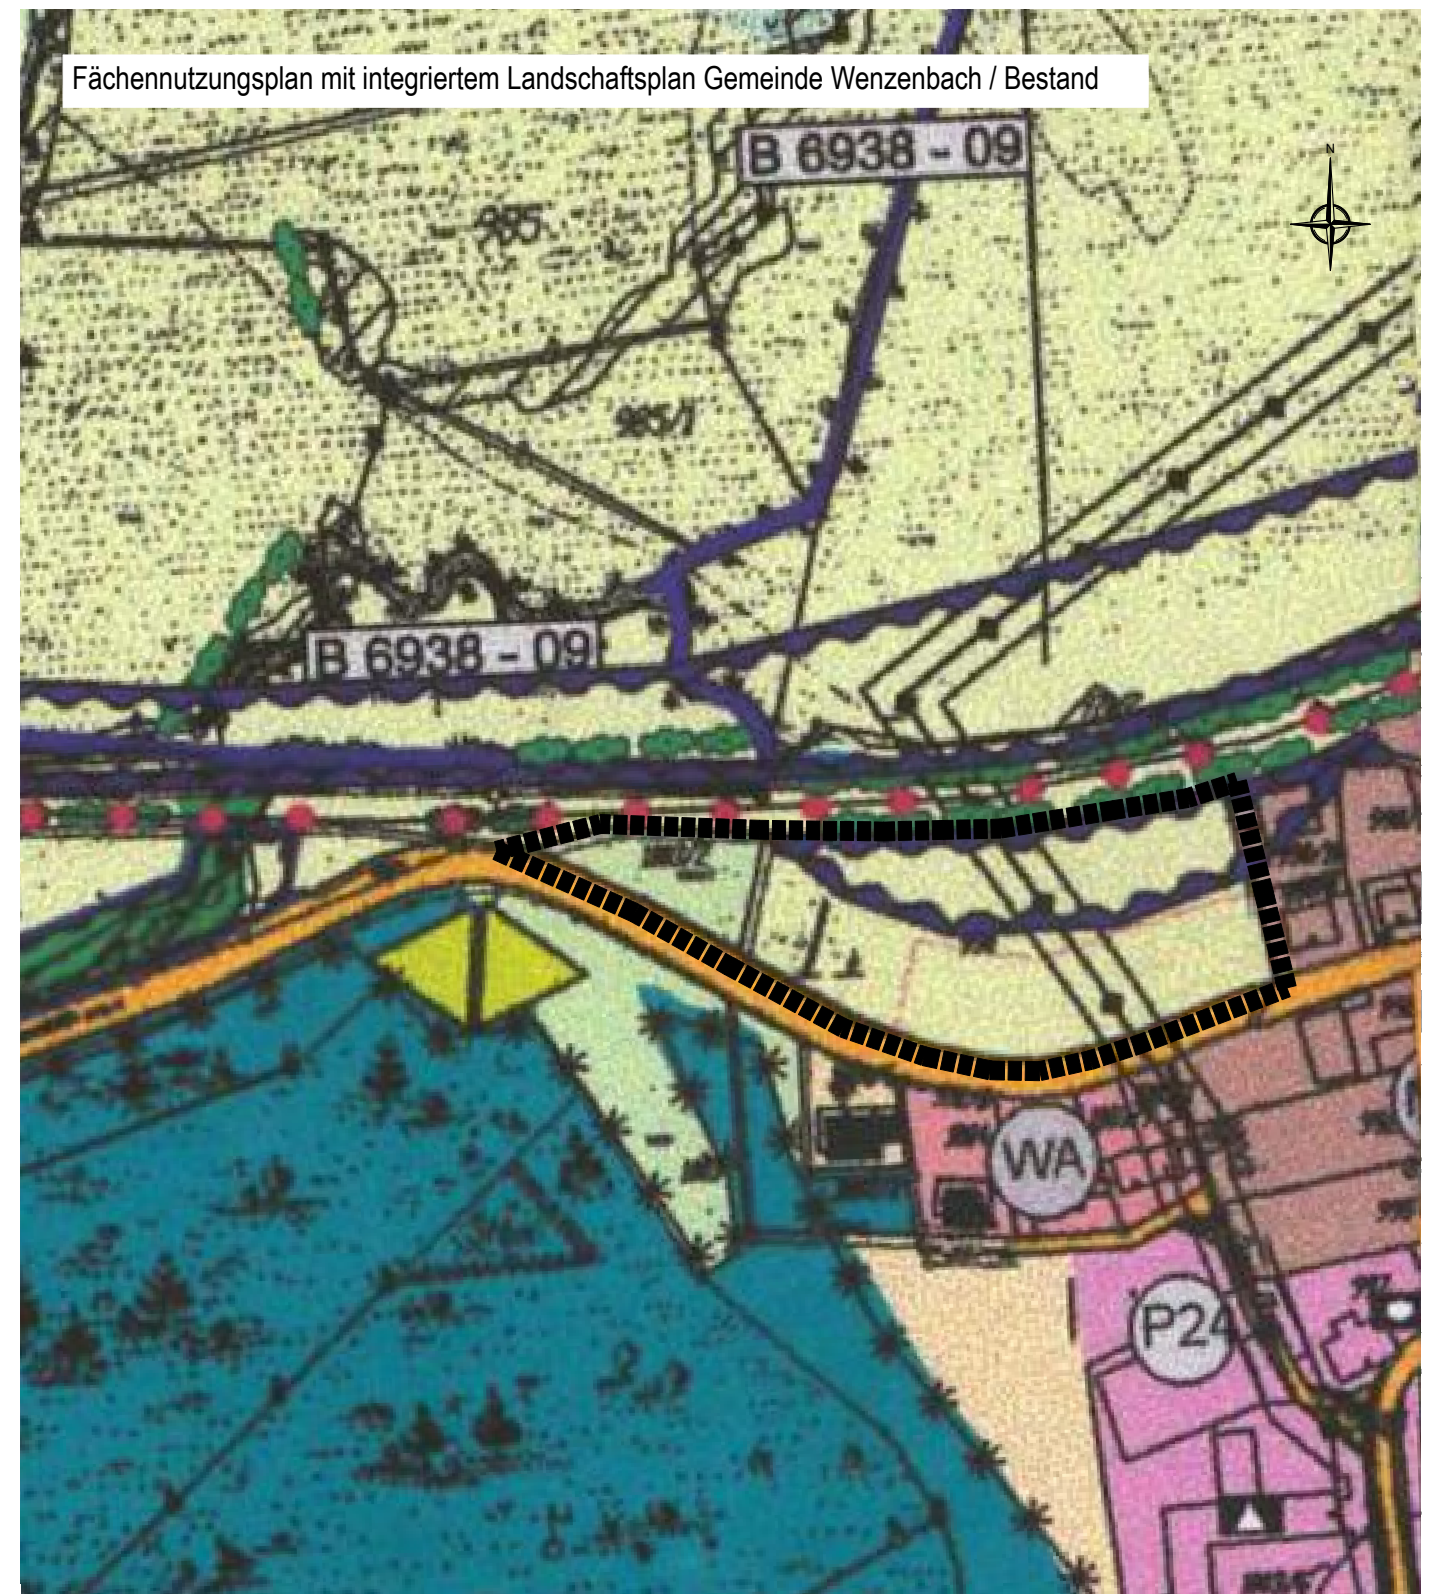 Fächennutzungsplan mit integriertem Landschaftsplan Gemeinde Wenzenbach / Bestand
B 6938 - 09
N
985
985/1
B 6938 - 09
WA
P24